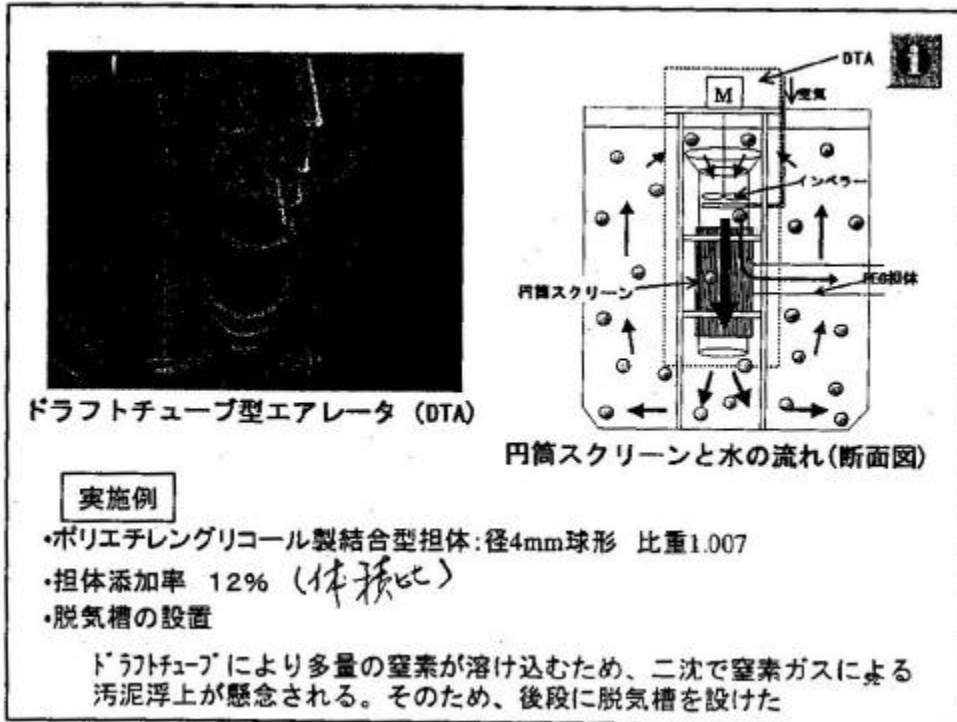 DTA
M
空気
インペラー
円筒スクリーン
PEG担体
ドラフトチューブ型エアレータ (DTA)
円筒スクリーンと水の流れ(断面図)
実施例
・ポリエチレングリコール製結合型担体:径4mm球形 比重1.007
・担体添加率 12% (体積比)
・脱気槽の設置
ドラフトチューブにより多量の窒素が溶け込むため、二沈で窒素ガスによる
汚泥浮上が懸念される。そのため、後段に脱気槽を設けた